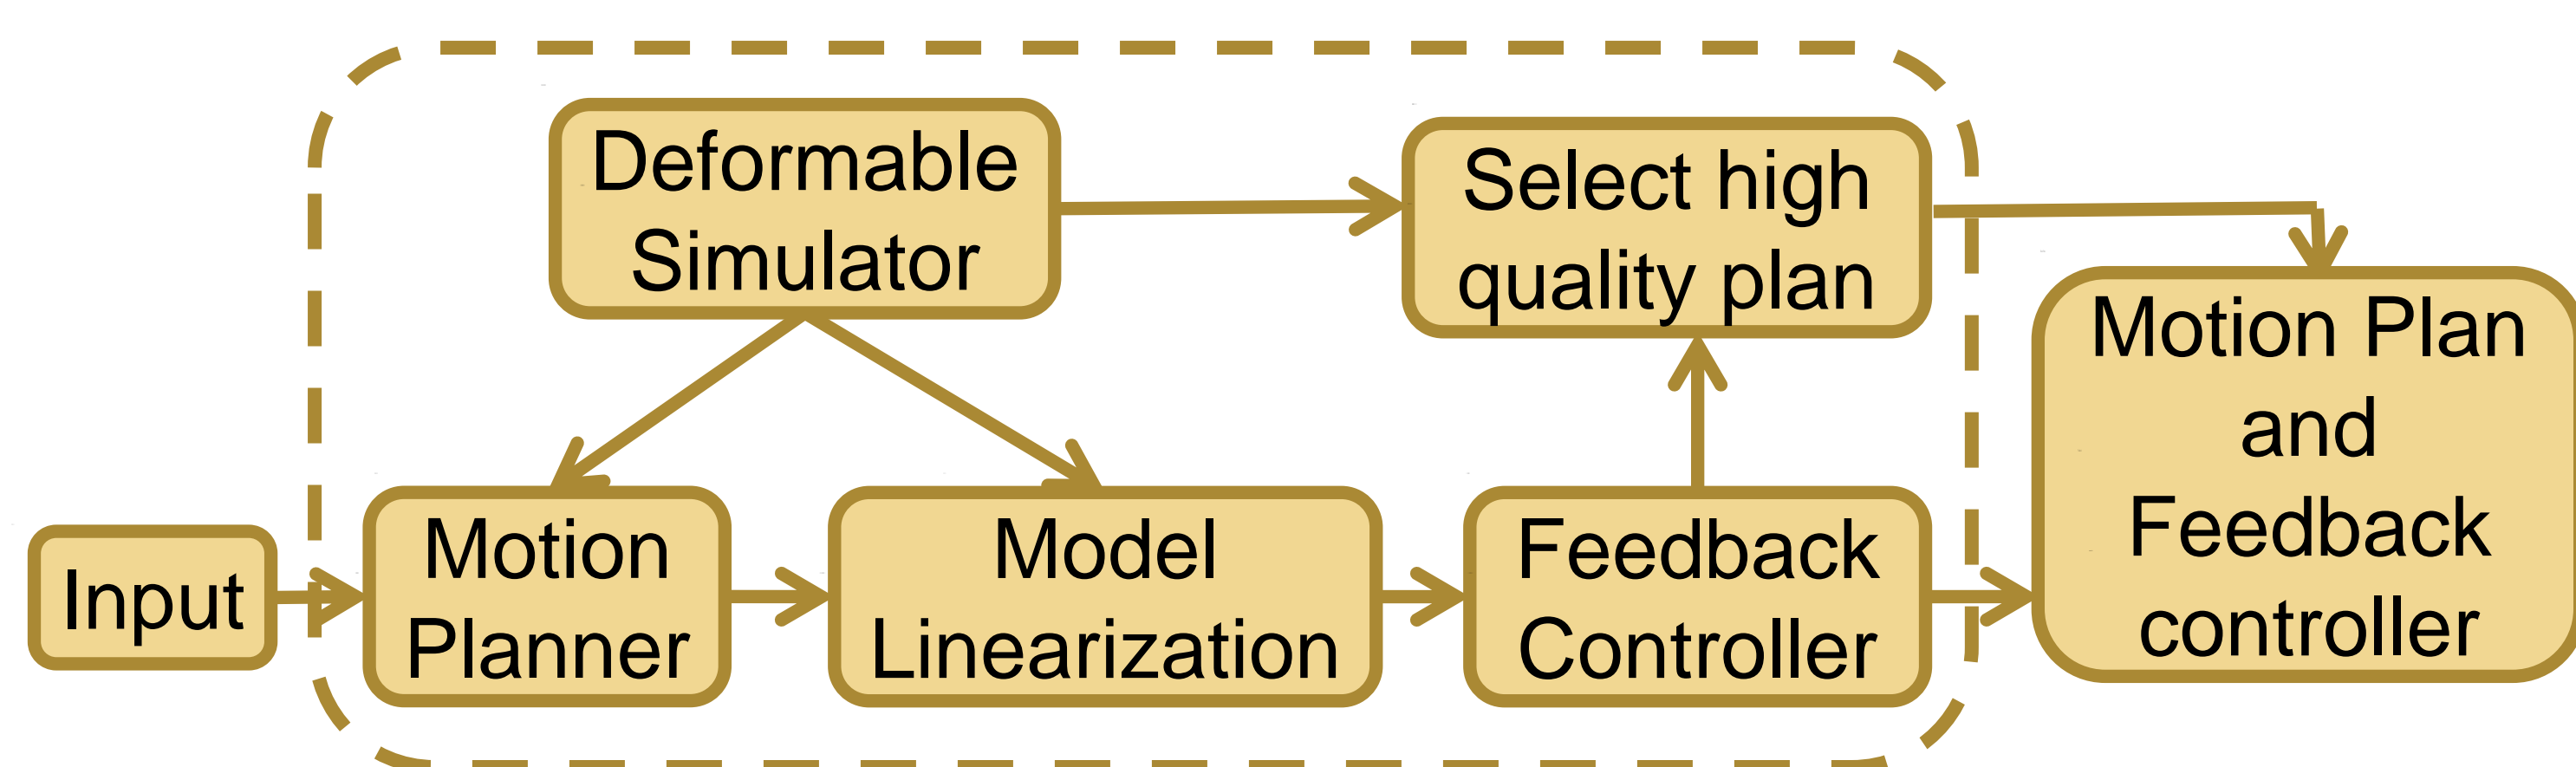 Deformable
Simulator
Select high
quality plan
Motion Plan
and
Feedback
controller
Input
Motion
Planner
Model
Linearization
Feedback
Controller